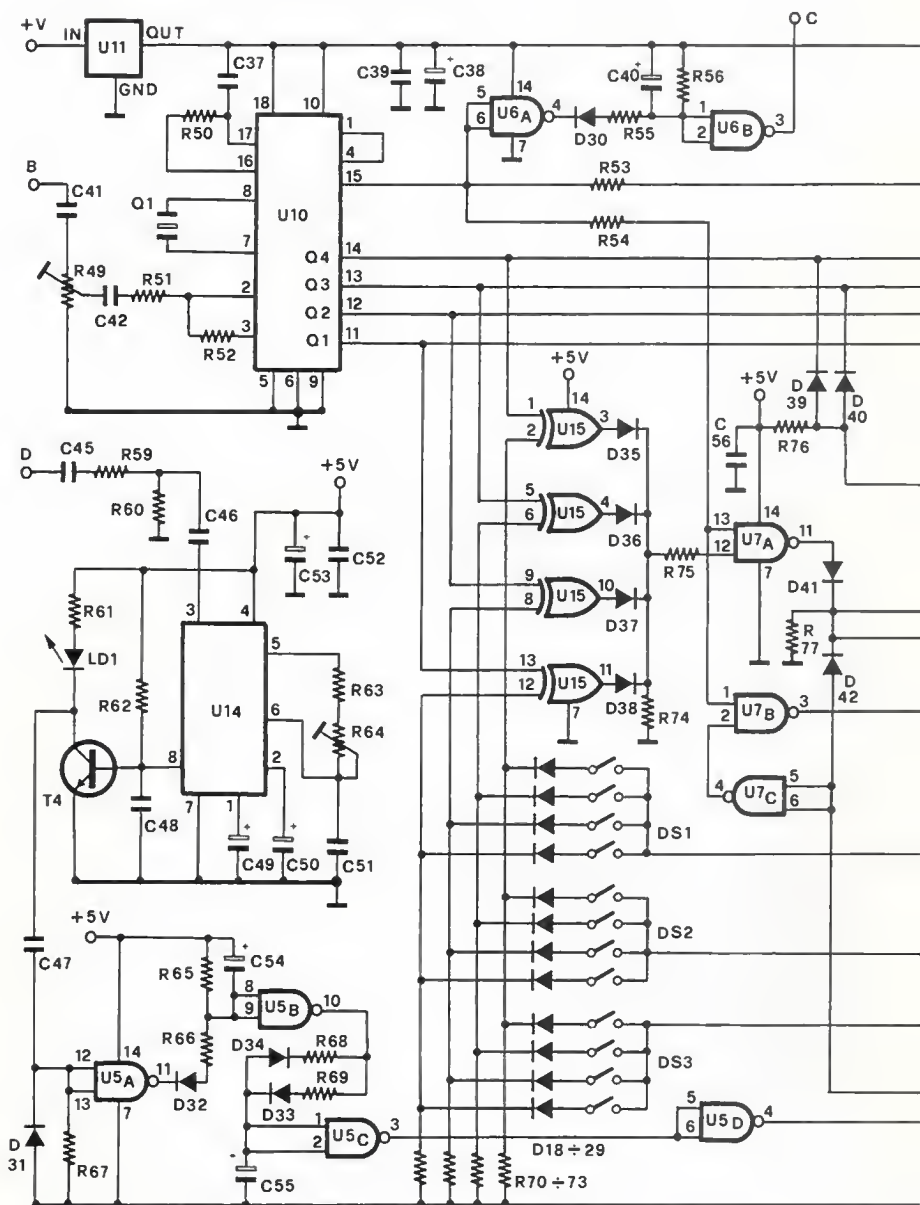 +V IN U11 OUT C
GND
C37 C39 + C38 + C40 R56
R50 18 10 14
5 6 U6A 4 D30 R55 1 2 U6B 3
17 1
16 4 7
B C41 15 R53
Q1 8 U10 R54
7
Q4 14
Q3 13
R49 R51 2 Q2 12
C42 3 Q1 11
R52
5 6 9
+5V +5V D 39 D 40
1 2 14 U15 3 D35 C 56 R76
D C45 R59 +5V
R60 C46 5 6 U15 4 D36 13 12 14 U7A 11
+ C53 C52 R75 7 D41
R61 3 4 9 8 U15 10 D37 R 77
LD1 5 R63 D 42
R62 U14 6 R64 13 12 U15 11 D38 R74 1 2 U7B 3
T4 8 2 7
7 1 4 U7C 5 6
C48 + C49 + C50 C51 DS1
+5V
C47 R65 + C54 DS2
8 9 U5B 10
R66 D34 R68
12 13 14 U5A 11 D32 R69 DS3
7 D33
D 31 R67 1 2 U5C 3 5 6 U5D 4
D18÷29
- C55 R70÷73